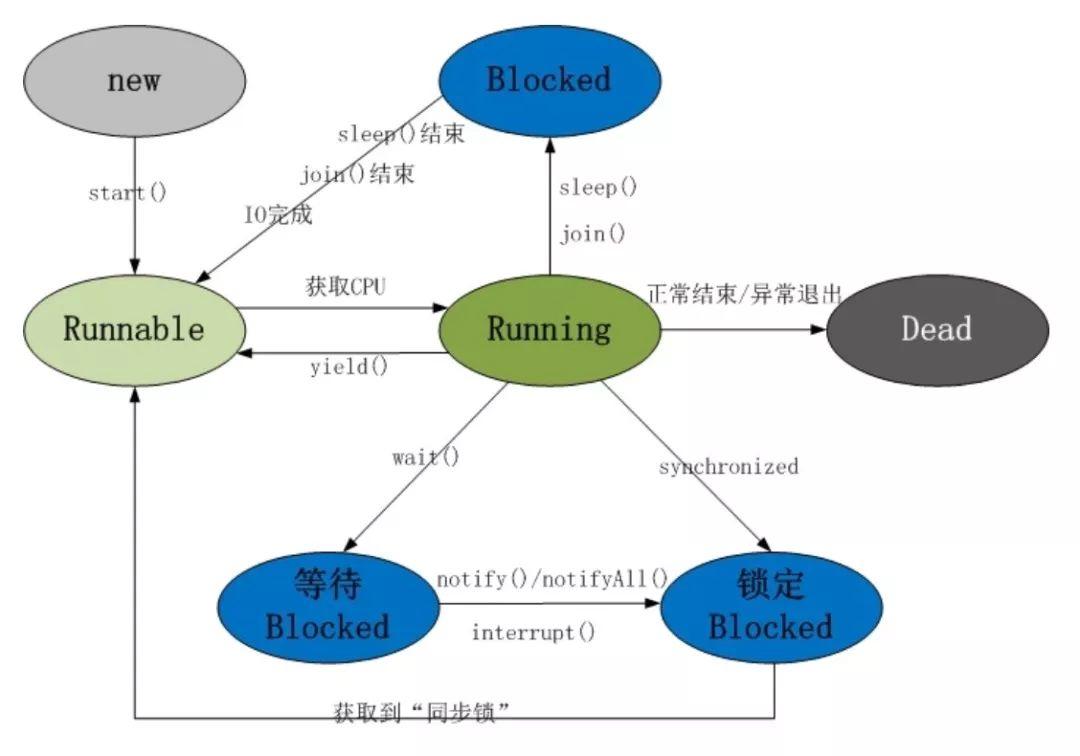 new
Blocked
sleep()结束
join()结束
IO完成
start()
sleep()
join()
获取CPU
正常结束/异常退出
Runnable
Running
Dead
yield()
wait()
synchronized
等待
Blocked
notify()/notifyAll()
interrupt()
锁定
Blocked
获取到“同步锁”